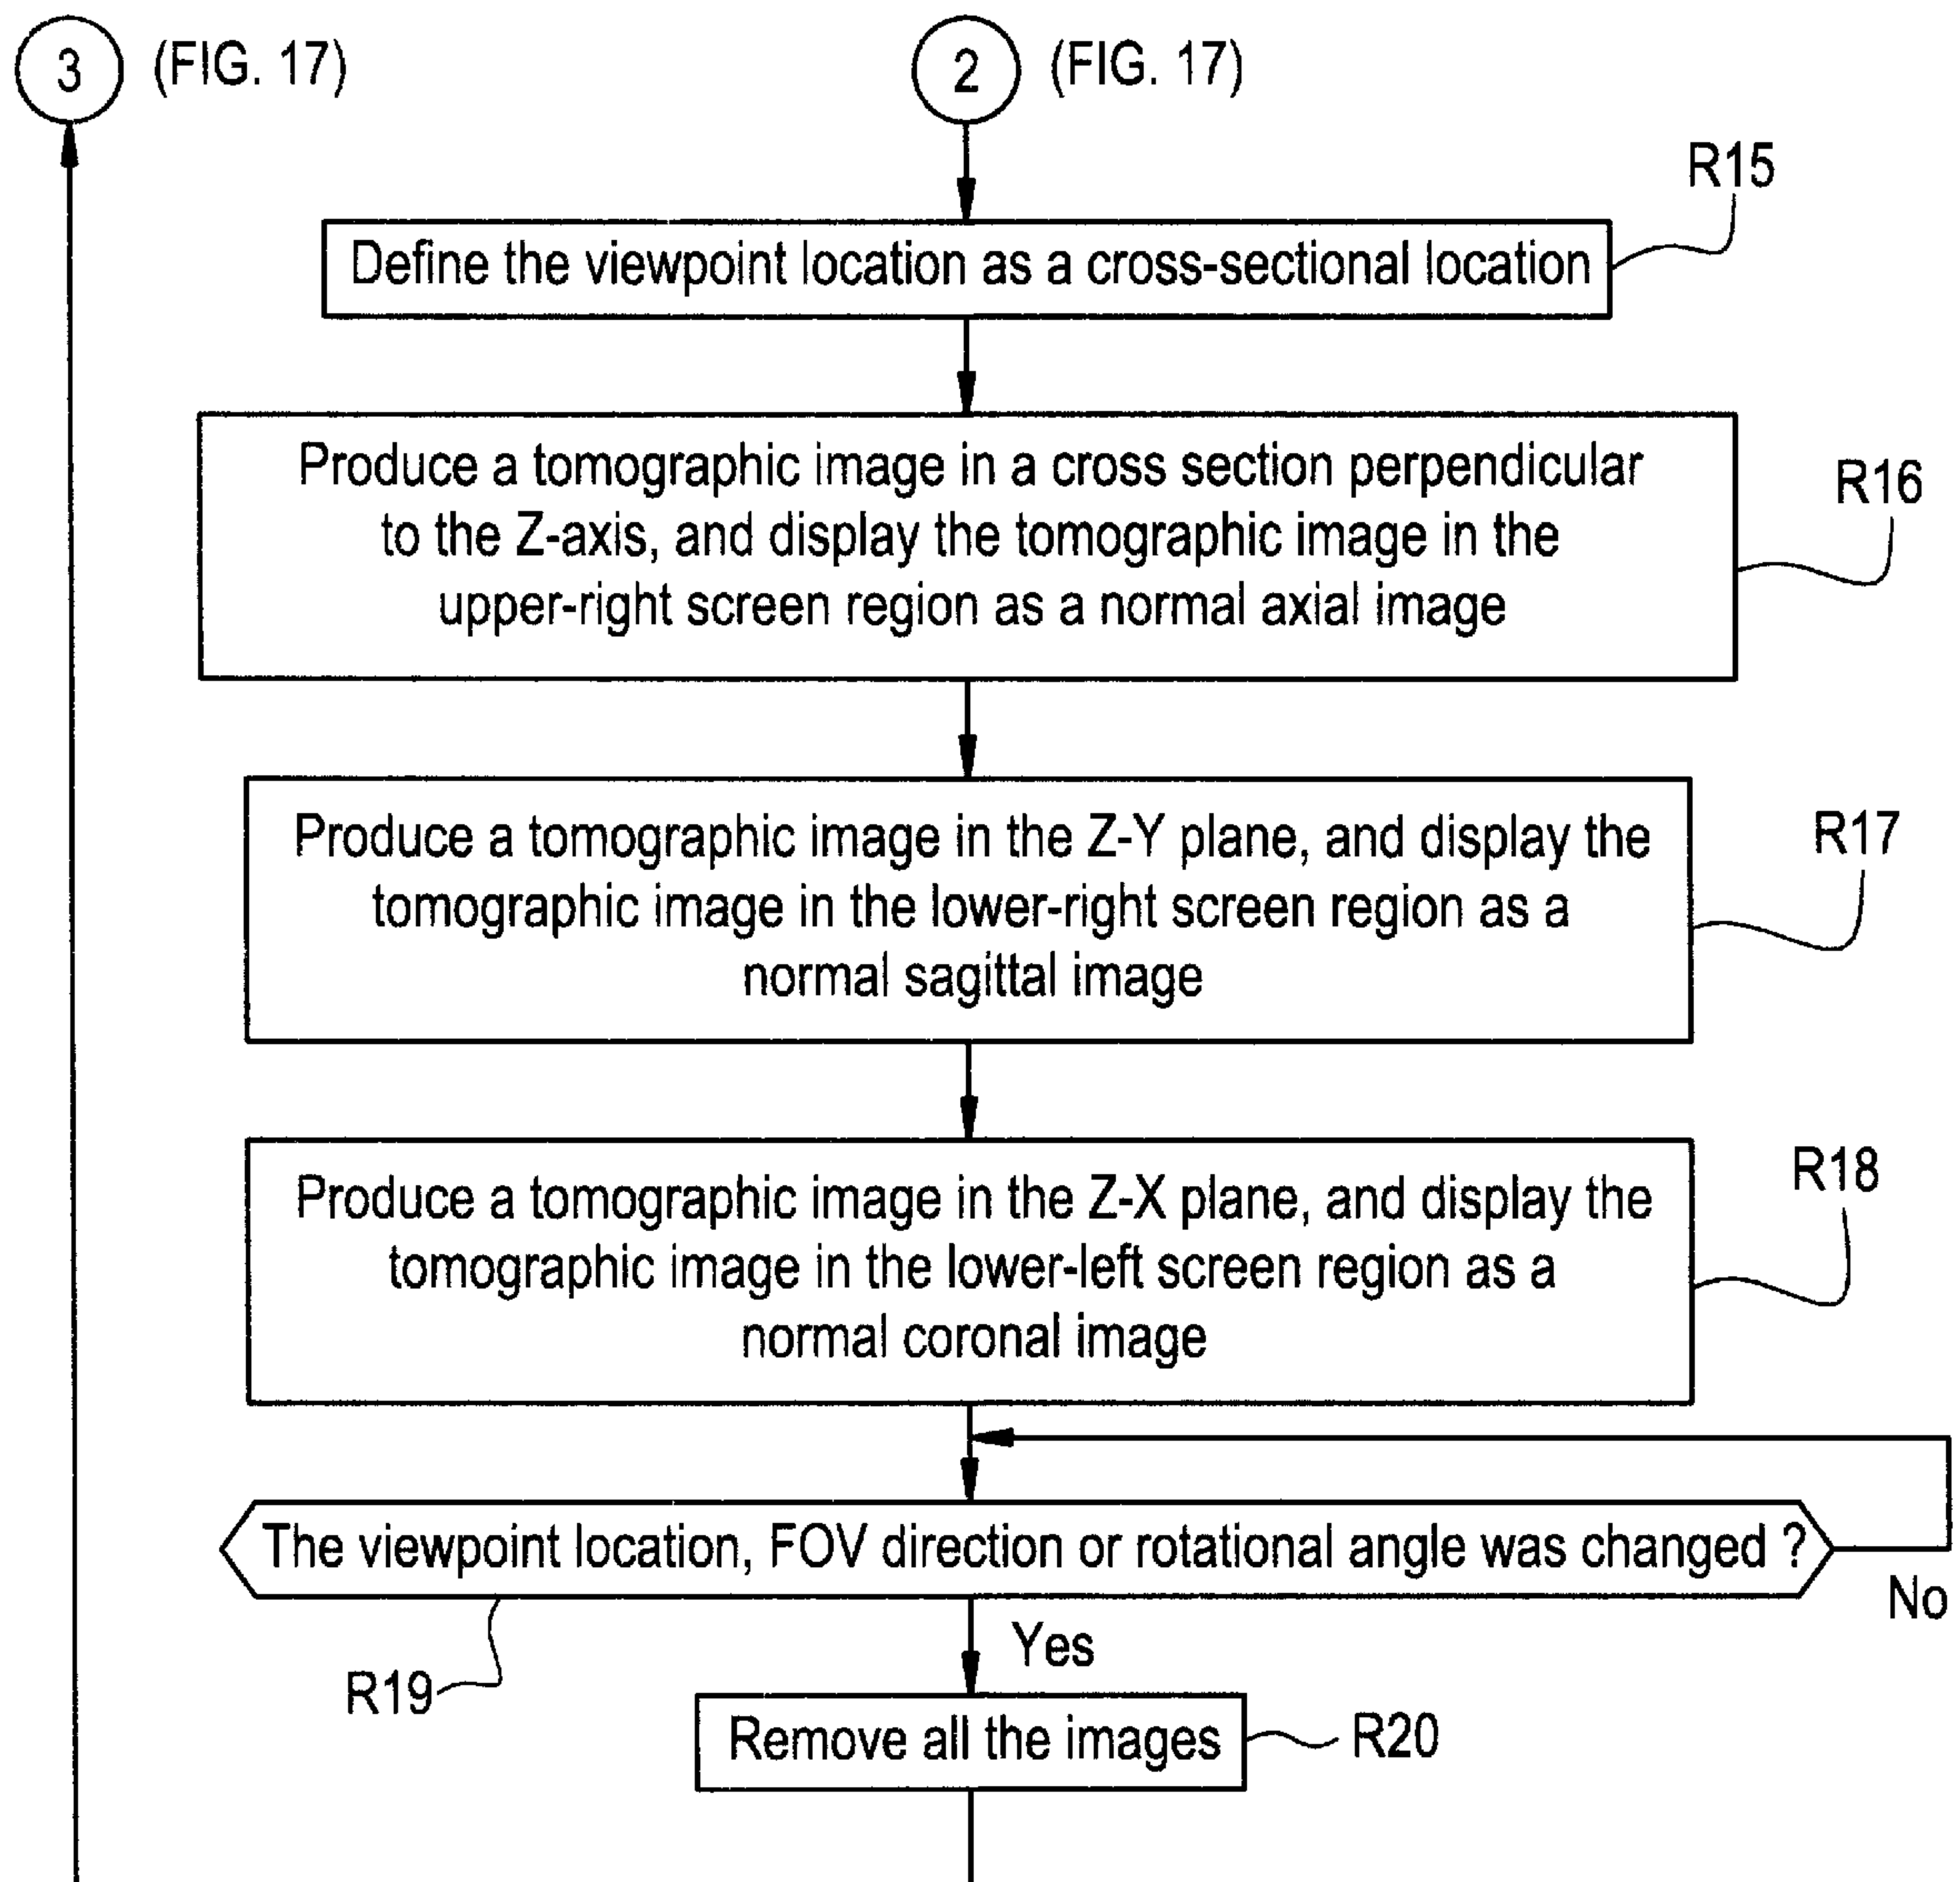 3 (FIG. 17)
2 (FIG. 17)
R15
Define the viewpoint location as a cross-sectional location
Produce a tomographic image in a cross section perpendicular
to the Z-axis, and display the tomographic image in the
upper-right screen region as a normal axial image
R16
Produce a tomographic image in the Z-Y plane, and display the
tomographic image in the lower-right screen region as a
normal sagittal image
R17
Produce a tomographic image in the Z-X plane, and display the
tomographic image in the lower-left screen region as a
normal coronal image
R18
The viewpoint location, FOV direction or rotational angle was changed ?
No
Yes
R19
Remove all the images
R20